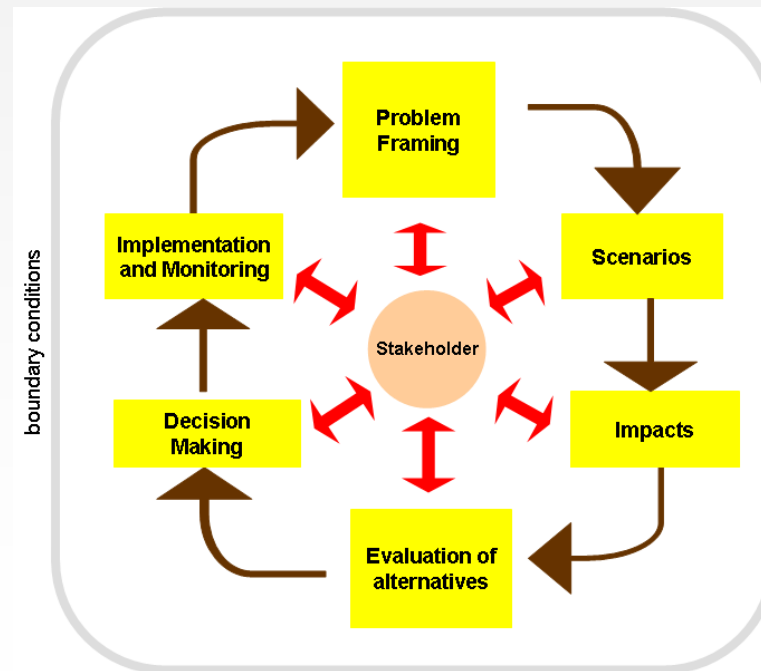 Problem
Framing
Implementation
and Monitoring
Scenarios
Stakeholder
boundary conditions
Decision
Making
Impacts
Evaluation of
alternatives